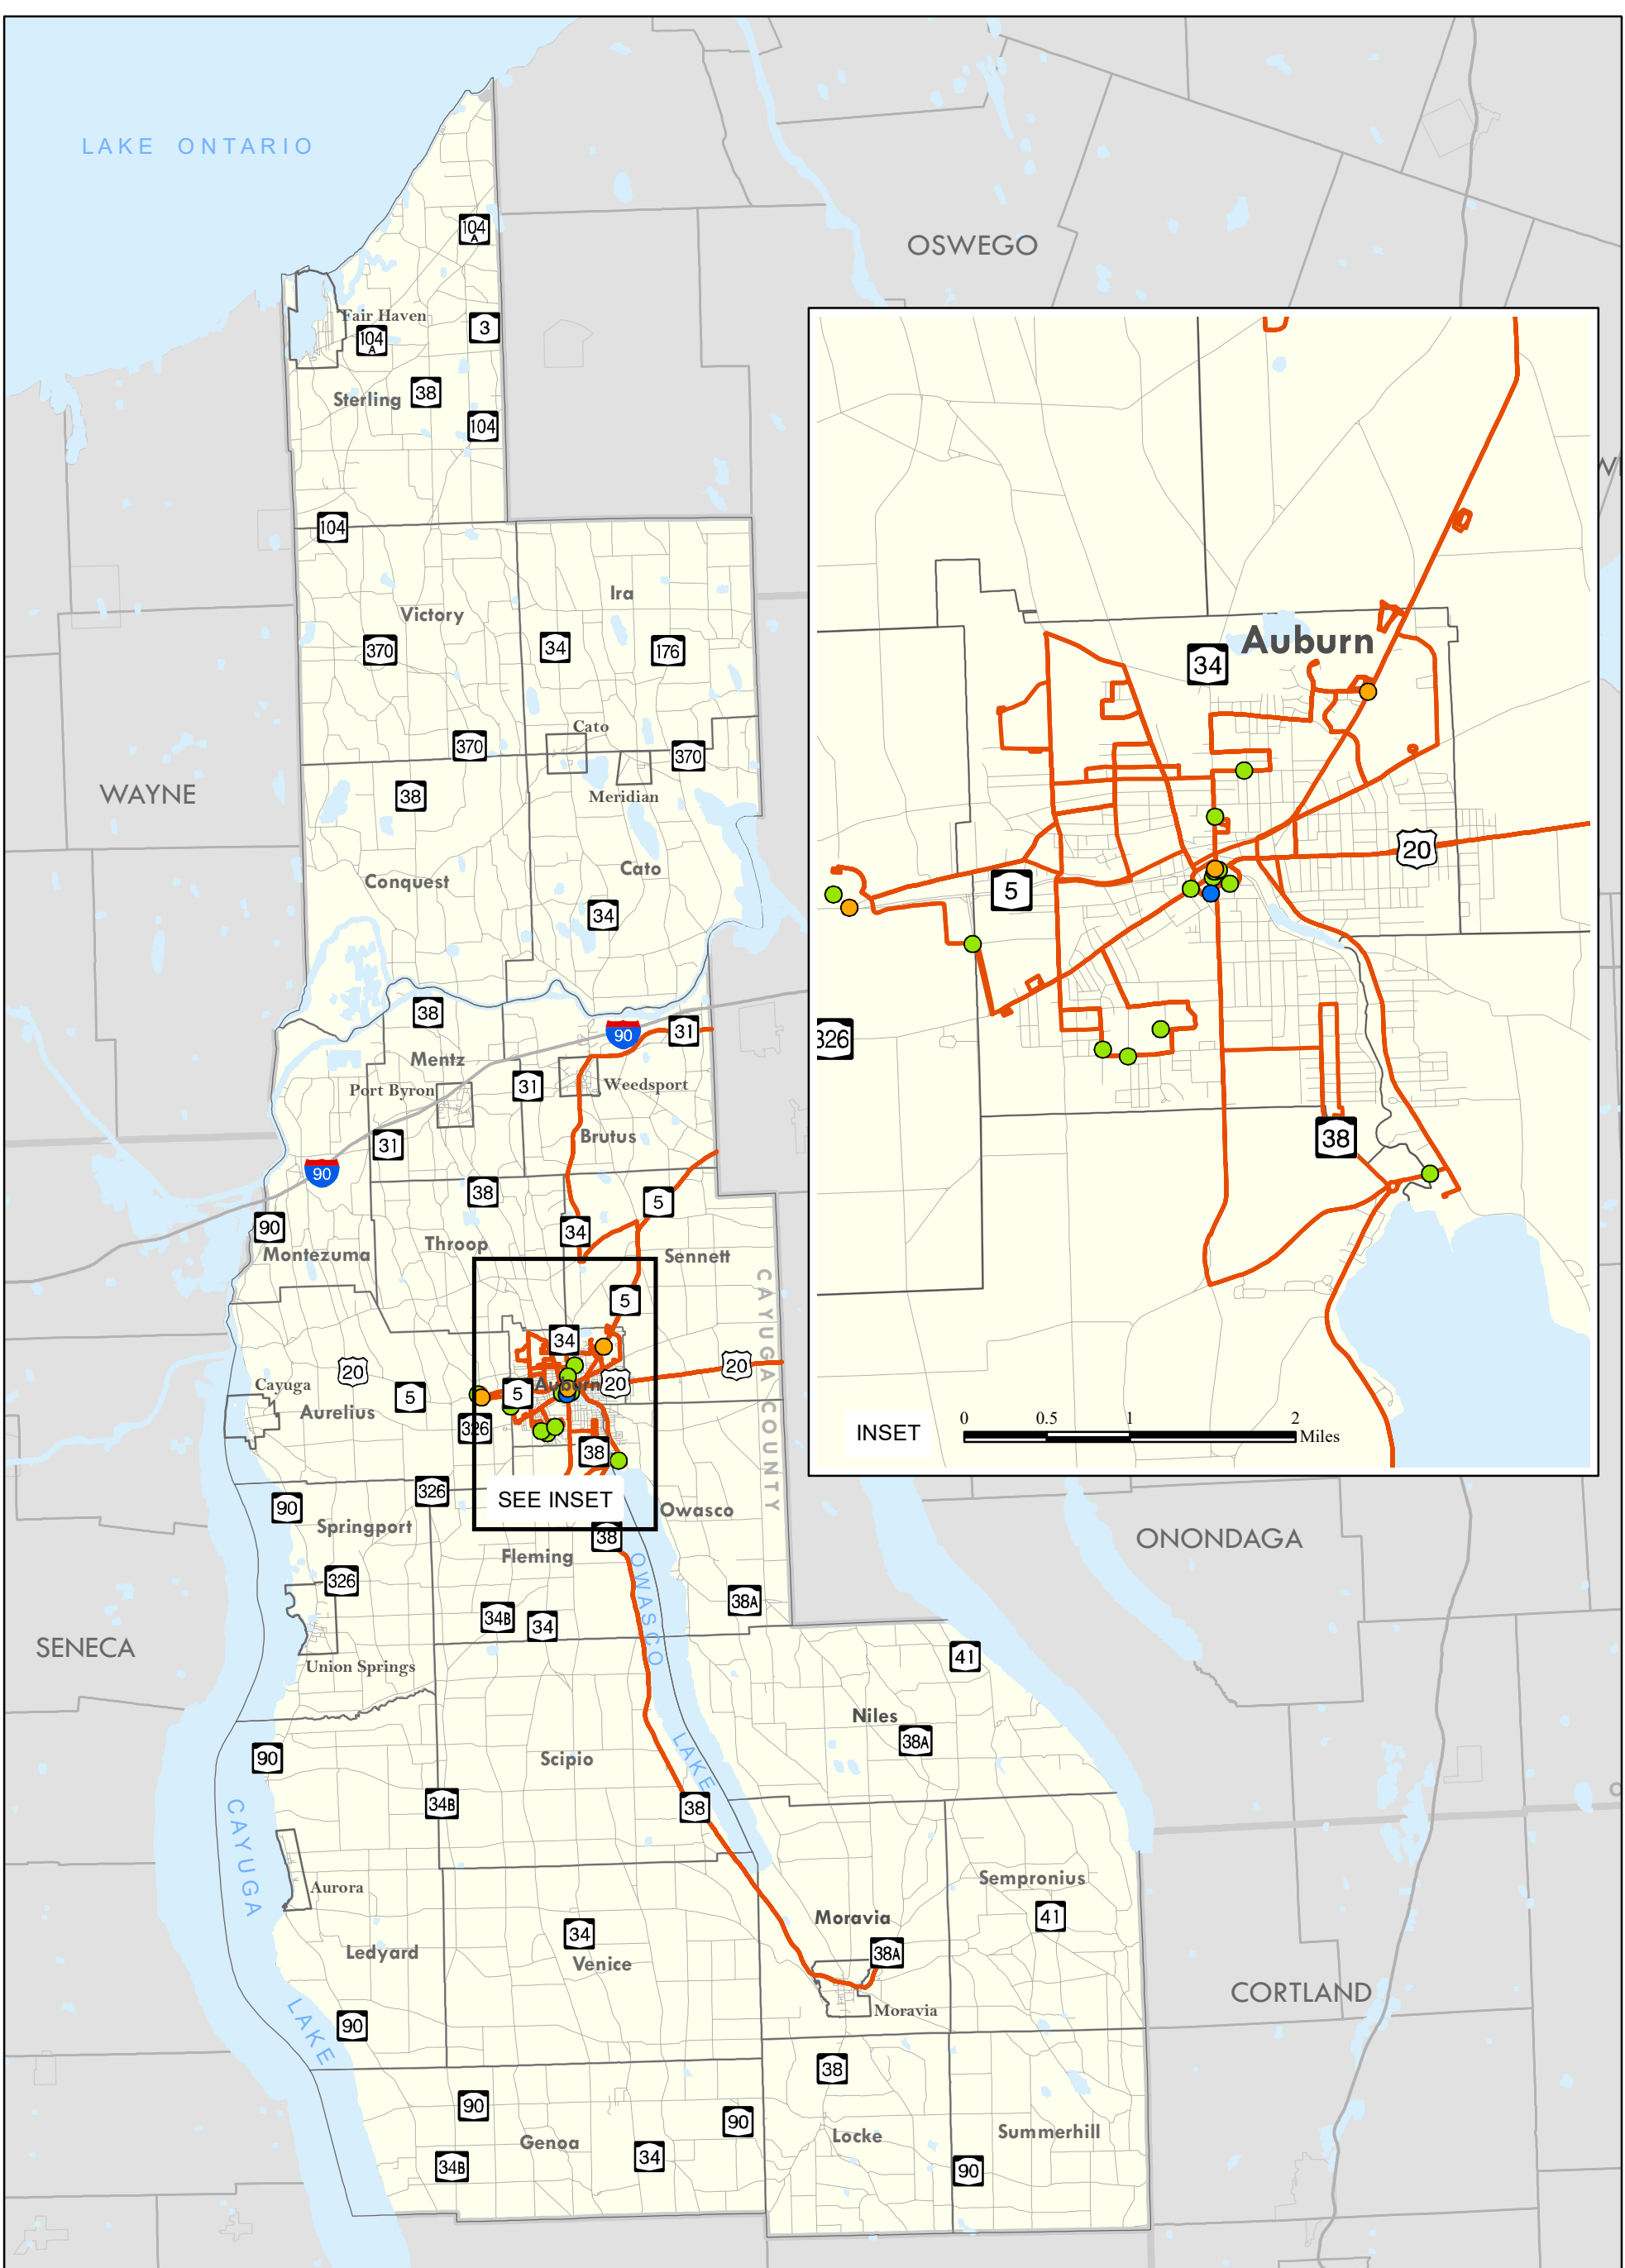 LAKE ONTARIO
104
A
OSWEGO
Fair Haven
104
A
3
Sterling
38
104
104
Victory
Ira
370
34
176
Cato
370
370
WAYNE
38
Meridian
Conquest
Cato
34
38
90
31
Mentz
Port Byron
31
Weedsport
31
Brutus
90
38
5
90
Montezuma
Throop
34
Sennett
CAYUGA COUNTY
5
34
20
20
Cayuga
5
5
Auburn
20
Aurelius
326
38
326
SEE INSET
90
Springport
Owasco
38
Fleming
OWASCO
LAKE
326
38A
34B
34
SENECA
Union Springs
41
Niles
38A
90
Scipio
34B
38
CAYUGA
LAKE
Aurora
Sempronius
41
Moravia
34
38A
Ledyard
Venice
Moravia
90
38
90
90
Genoa
Locke
Summerhill
34B
34
90
ONONDAGA
CORTLAND
Auburn
34
20
5
326
38
INSET
0 0.5 1 2
Miles